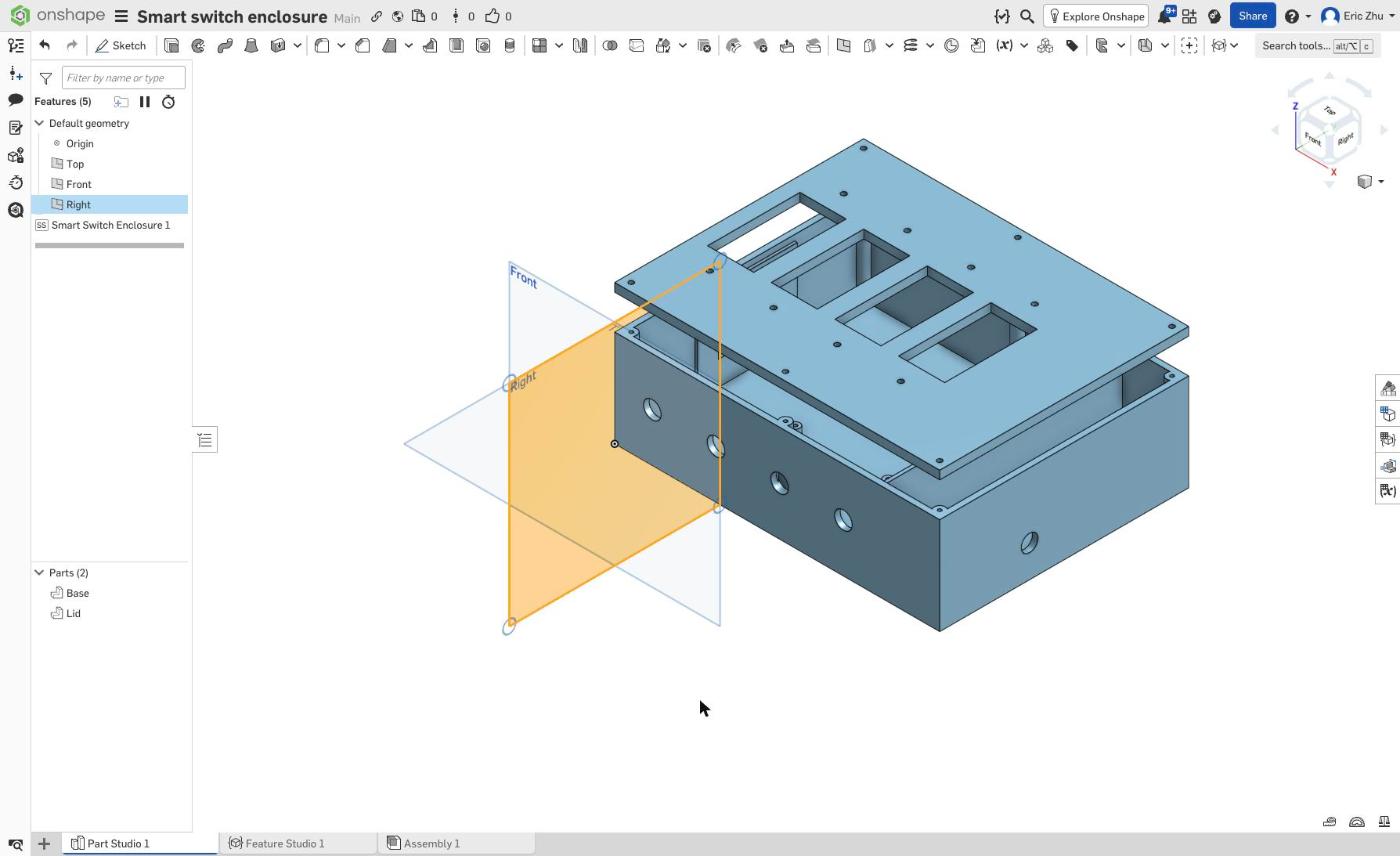 onshape Smart switch enclosure Main 0 0 0 Explore Onshape 9+ Share Eric Zhu
Sketch Search tools... alt/⌥ c
Filter by name or type
Features (5)
Default geometry
Origin
Top
Front
Right
SS Smart Switch Enclosure 1
Parts (2)
Base
Lid
Front
Right
Z
Top
Front
Right
X
Part Studio 1 Feature Studio 1 Assembly 1